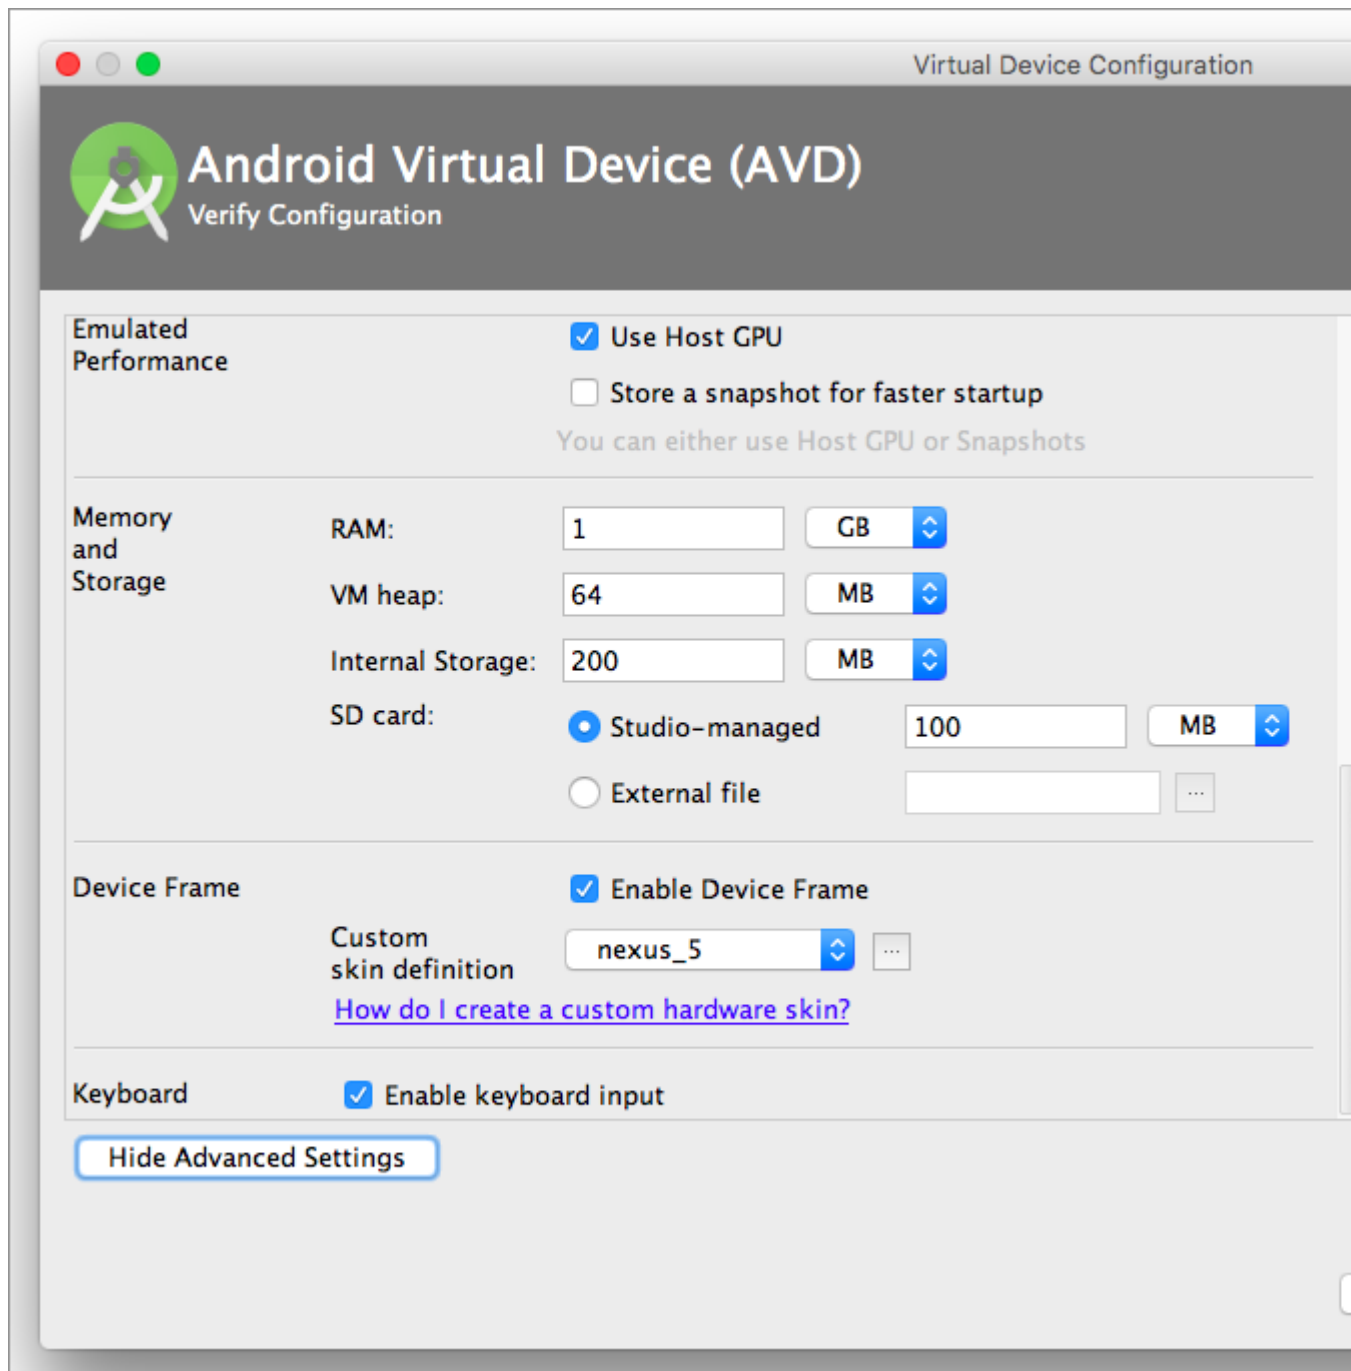 Virtual Device Configuration
Android Virtual Device (AVD)
Verify Configuration
Emulated
Performance
Use Host GPU
Store a snapshot for faster startup
You can either use Host GPU or Snapshots
Memory
and
Storage
RAM: 1 GB
VM heap: 64 MB
Internal Storage: 200 MB
SD card: Studio-managed 100 MB
External file ...
Device Frame Enable Device Frame
Custom
skin definition
nexus_5 ...
How do I create a custom hardware skin?
Keyboard Enable keyboard input
Hide Advanced Settings